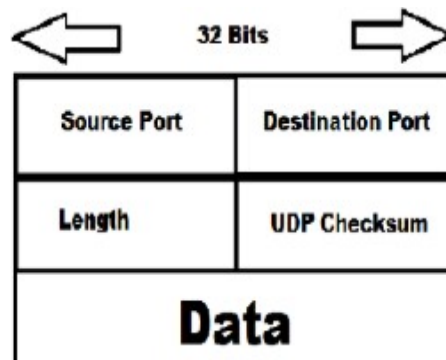 32 Bits
Source Port Destination Port
Length UDP Checksum
Data